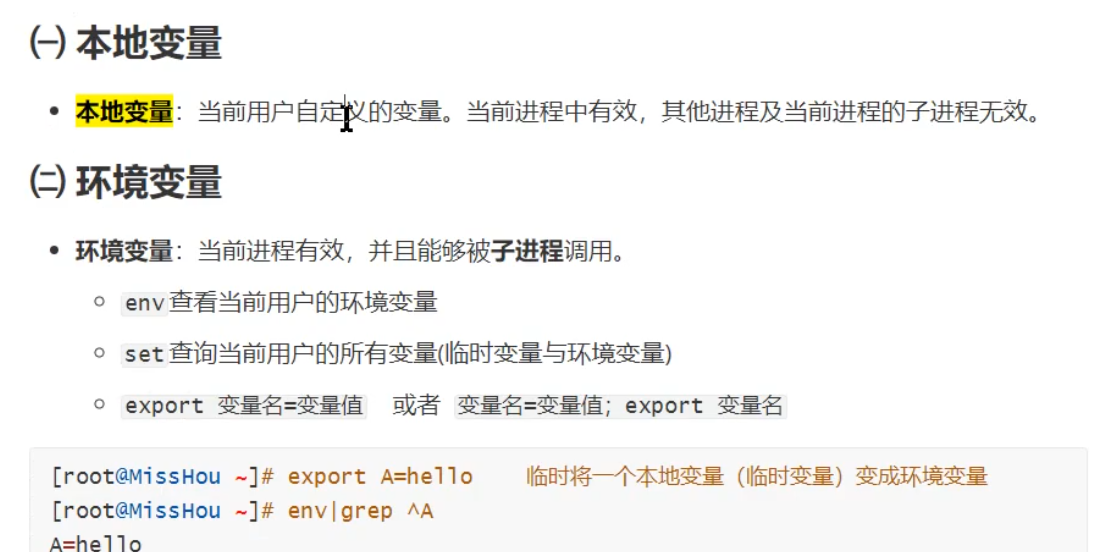 ㈠ 本地变量
本地变量：当前用户自定义的变量。当前进程中有效，其他进程及当前进程的子进程无效。
㈡ 环境变量
环境变量：当前进程有效，并且能够被子进程调用。
env查看当前用户的环境变量
set查询当前用户的所有变量(临时变量与环境变量)
export 变量名=变量值 或者 变量名=变量值；export 变量名
[root@MissHou ~]# export A=hello 临时将一个本地变量（临时变量）变成环境变量
[root@MissHou ~]# env|grep ^A
A=hello